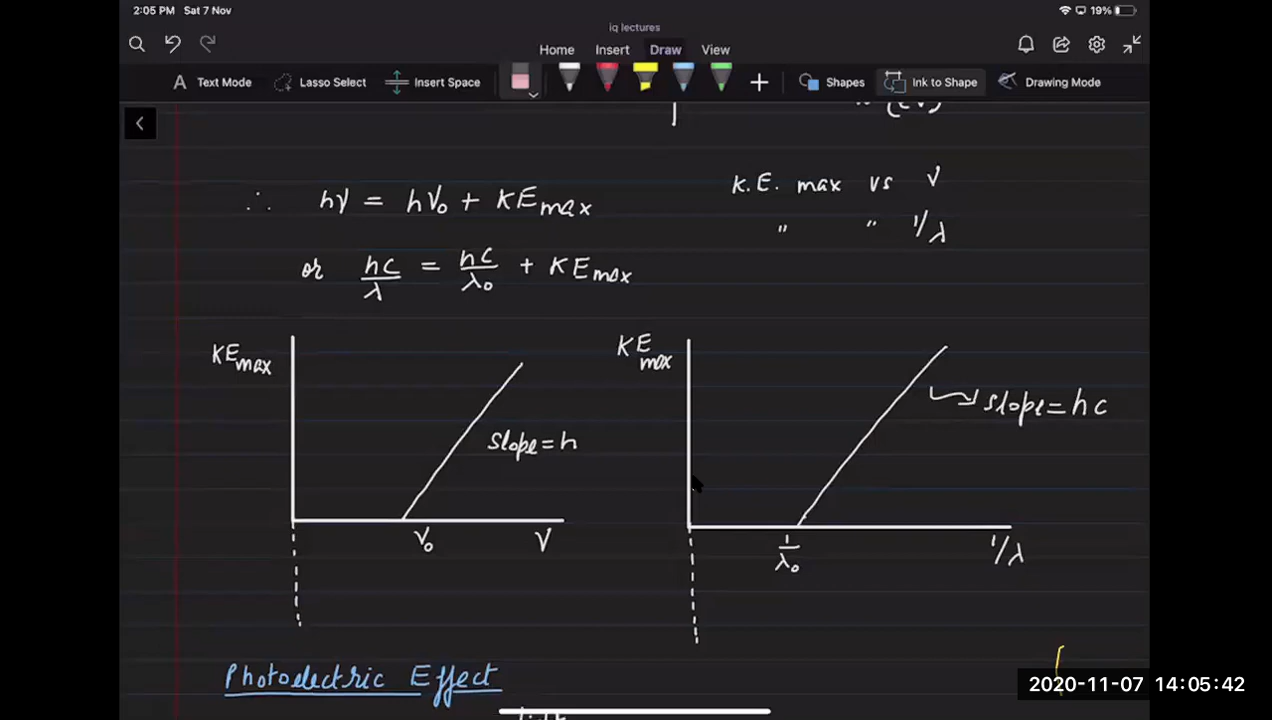 2:05 PM Sat 7 Nov
19%
iq lectures
Home Insert Draw View
Text Mode Lasso Select Insert Space Shapes Ink to Shape Drawing Mode
∴ hν = hν₀ + KEmax
K.E. max vs ν
" " 1/λ
or hc/λ = hc/λ₀ + KEmax
KEmax
KE max
slope = hc
slope = h
ν₀ ν
1/λ₀ 1/λ
Photoelectric Effect
2020-11-07 14:05:42